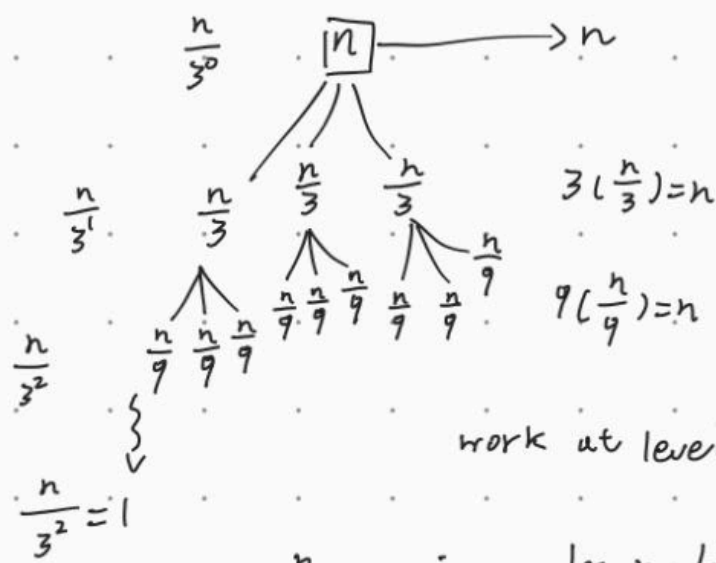 n/3^0 n → n
n/3^1 n/3 n/3 n/3 3(n/3)=n
n/3^2 n/9 n/9 n/9 n/9 n/9 n/9 n/9 n/9 n/9 9(n/9)=n
work at level
n/3^2 = 1
n